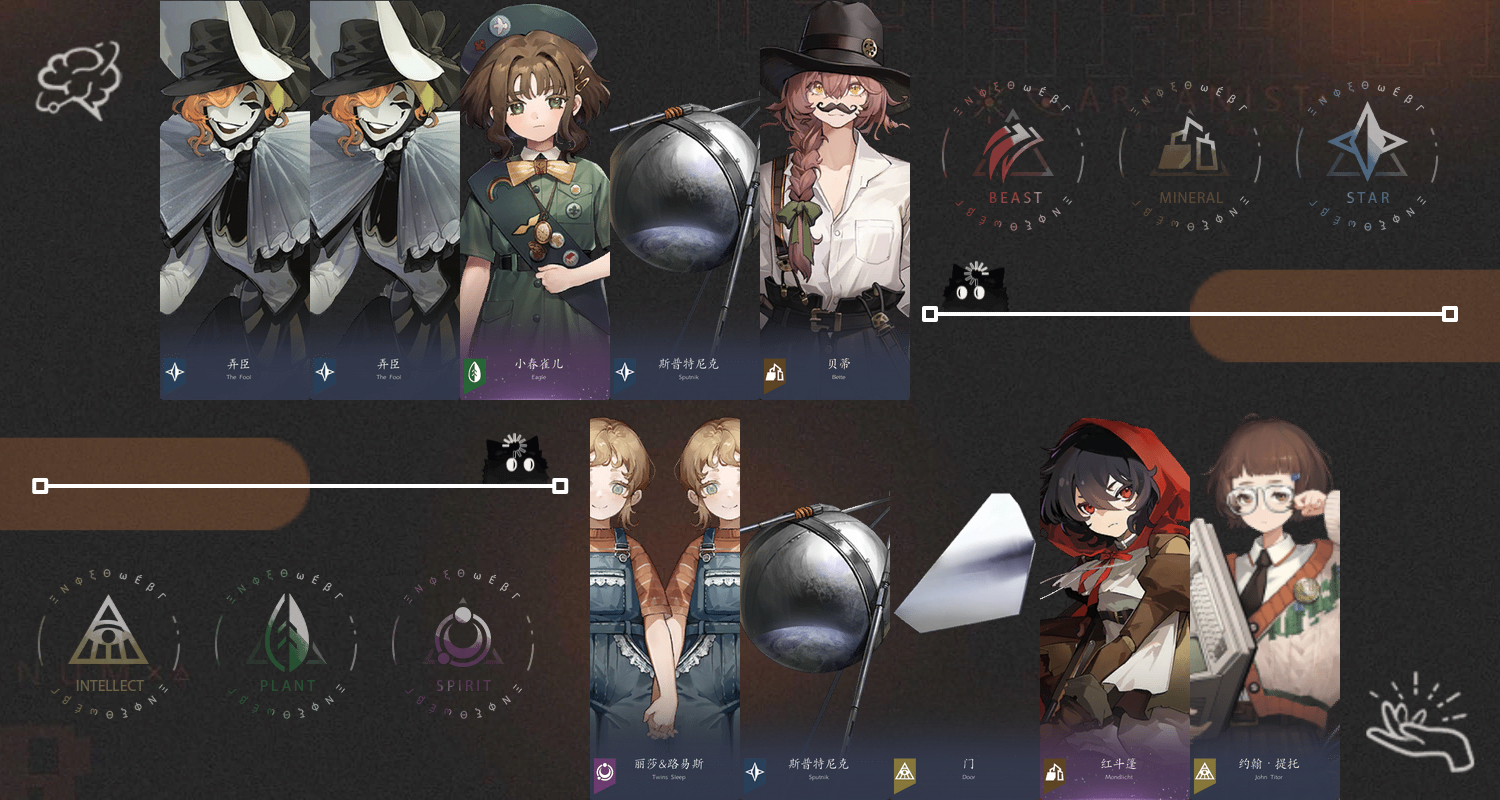 弄臣
The Fool
弄臣
The Fool
小春雀儿
Eagle
斯普特尼克
Sputnik
贝蒂
Bette
BEAST
MINERAL
STAR
INTELLECT
PLANT
SPIRIT
丽莎&路易斯
Twins Sleep
斯普特尼克
Sputnik
门
Door
红斗篷
Mondlicht
约翰·提托
John Titor